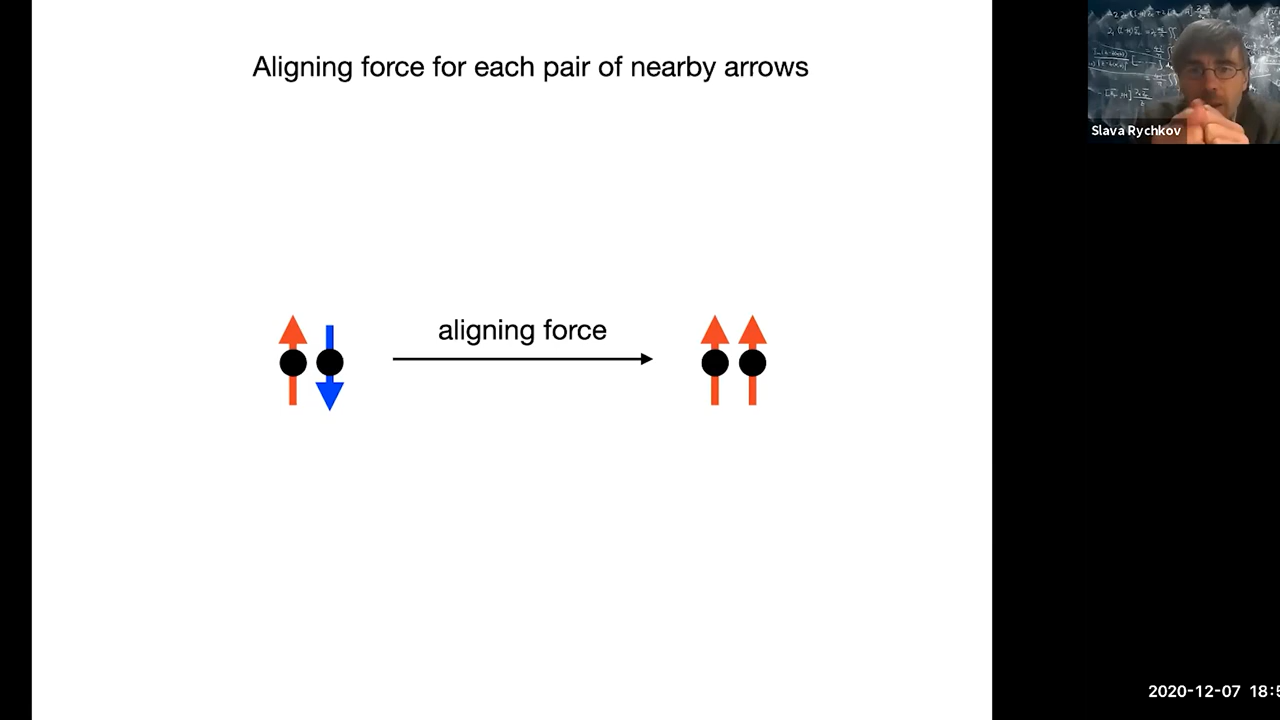 Aligning force for each pair of nearby arrows
aligning force
Slava Rychkov
2020-12-07 18:5